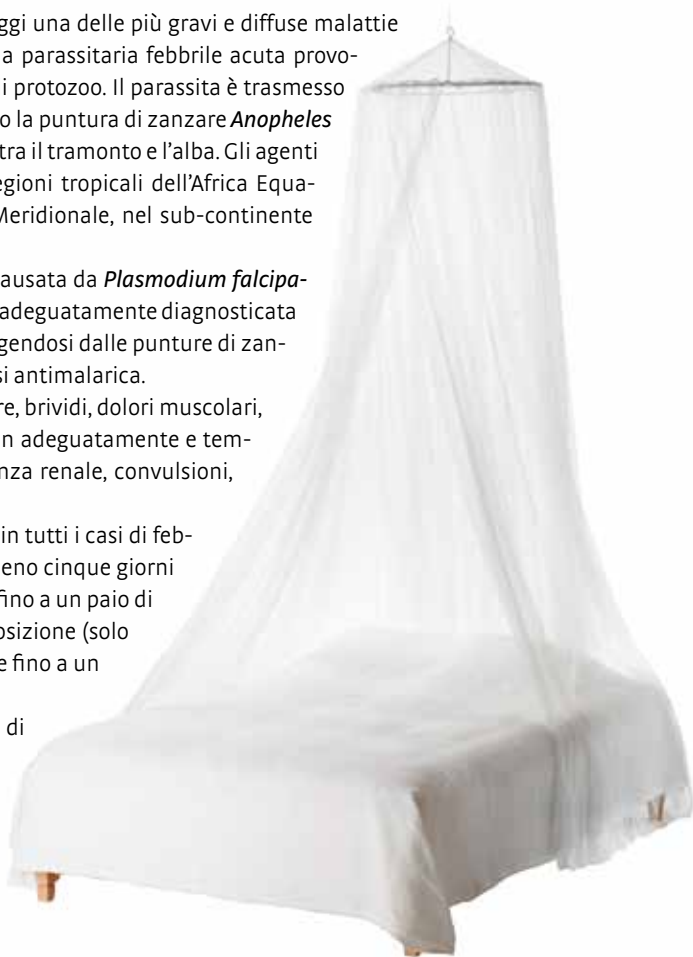 ggi una delle più gravi e diffuse malattie
a parassitaria febbrile acuta provo-
i protozoo. Il parassita è trasmesso
o la puntura di zanzare Anopheles
tra il tramonto e l'alba. Gli agenti
egioni tropicali dell'Africa Equa-
Meridionale, nel sub-continente
ausata da Plasmodium falcipa-
adeguatamente diagnosticata
gendosi dalle punture di zan-
si antimalarica.
re, brividi, dolori muscolari,
n adeguatamente e tem-
nza renale, convulsioni,
in tutti i casi di feb-
eno cinque giorni
fino a un paio di
osizione (solo
e fino a un
di